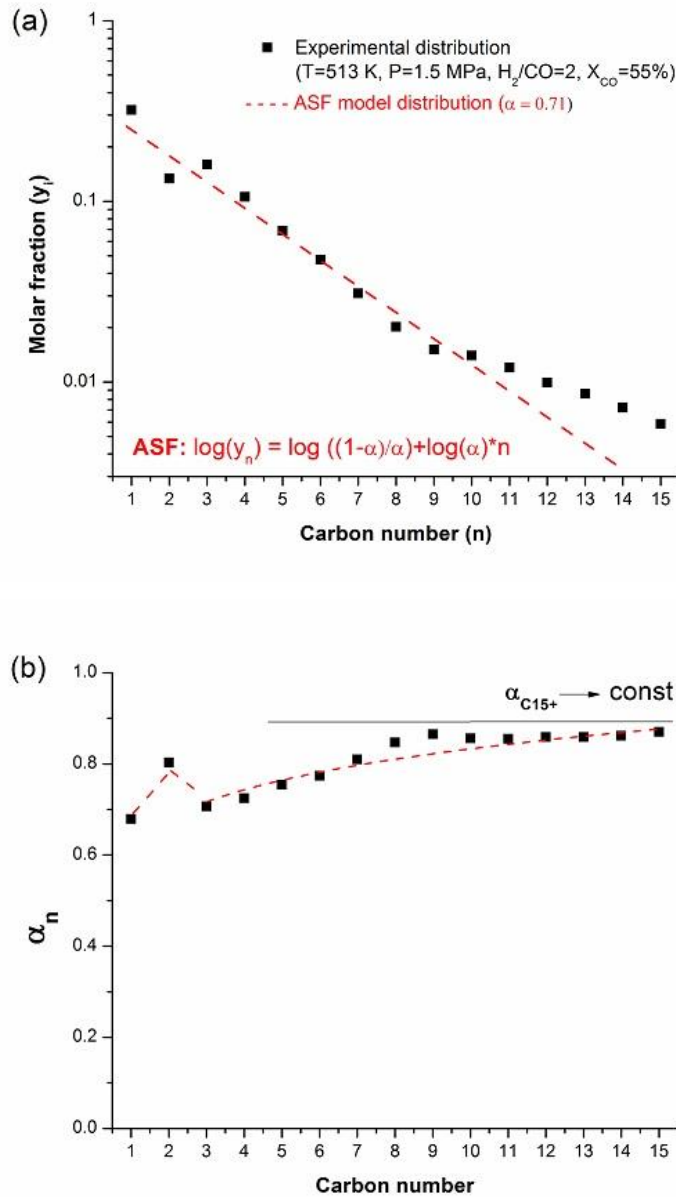 (a)
1
0.1
0.01
Molar fraction (yi)
■ Experimental distribution
(T=513 K, P=1.5 MPa, H2/CO=2, XCO=55%)
--- ASF model distribution (α = 0.71)
ASF: log(yn) = log ((1-α)/α)+log(α)*n
1 2 3 4 5 6 7 8 9 10 11 12 13 14 15
Carbon number (n)
(b)
1.0
0.8
0.6
0.4
0.2
0.0
αn
αC15+ → const
1 2 3 4 5 6 7 8 9 10 11 12 13 14 15
Carbon number